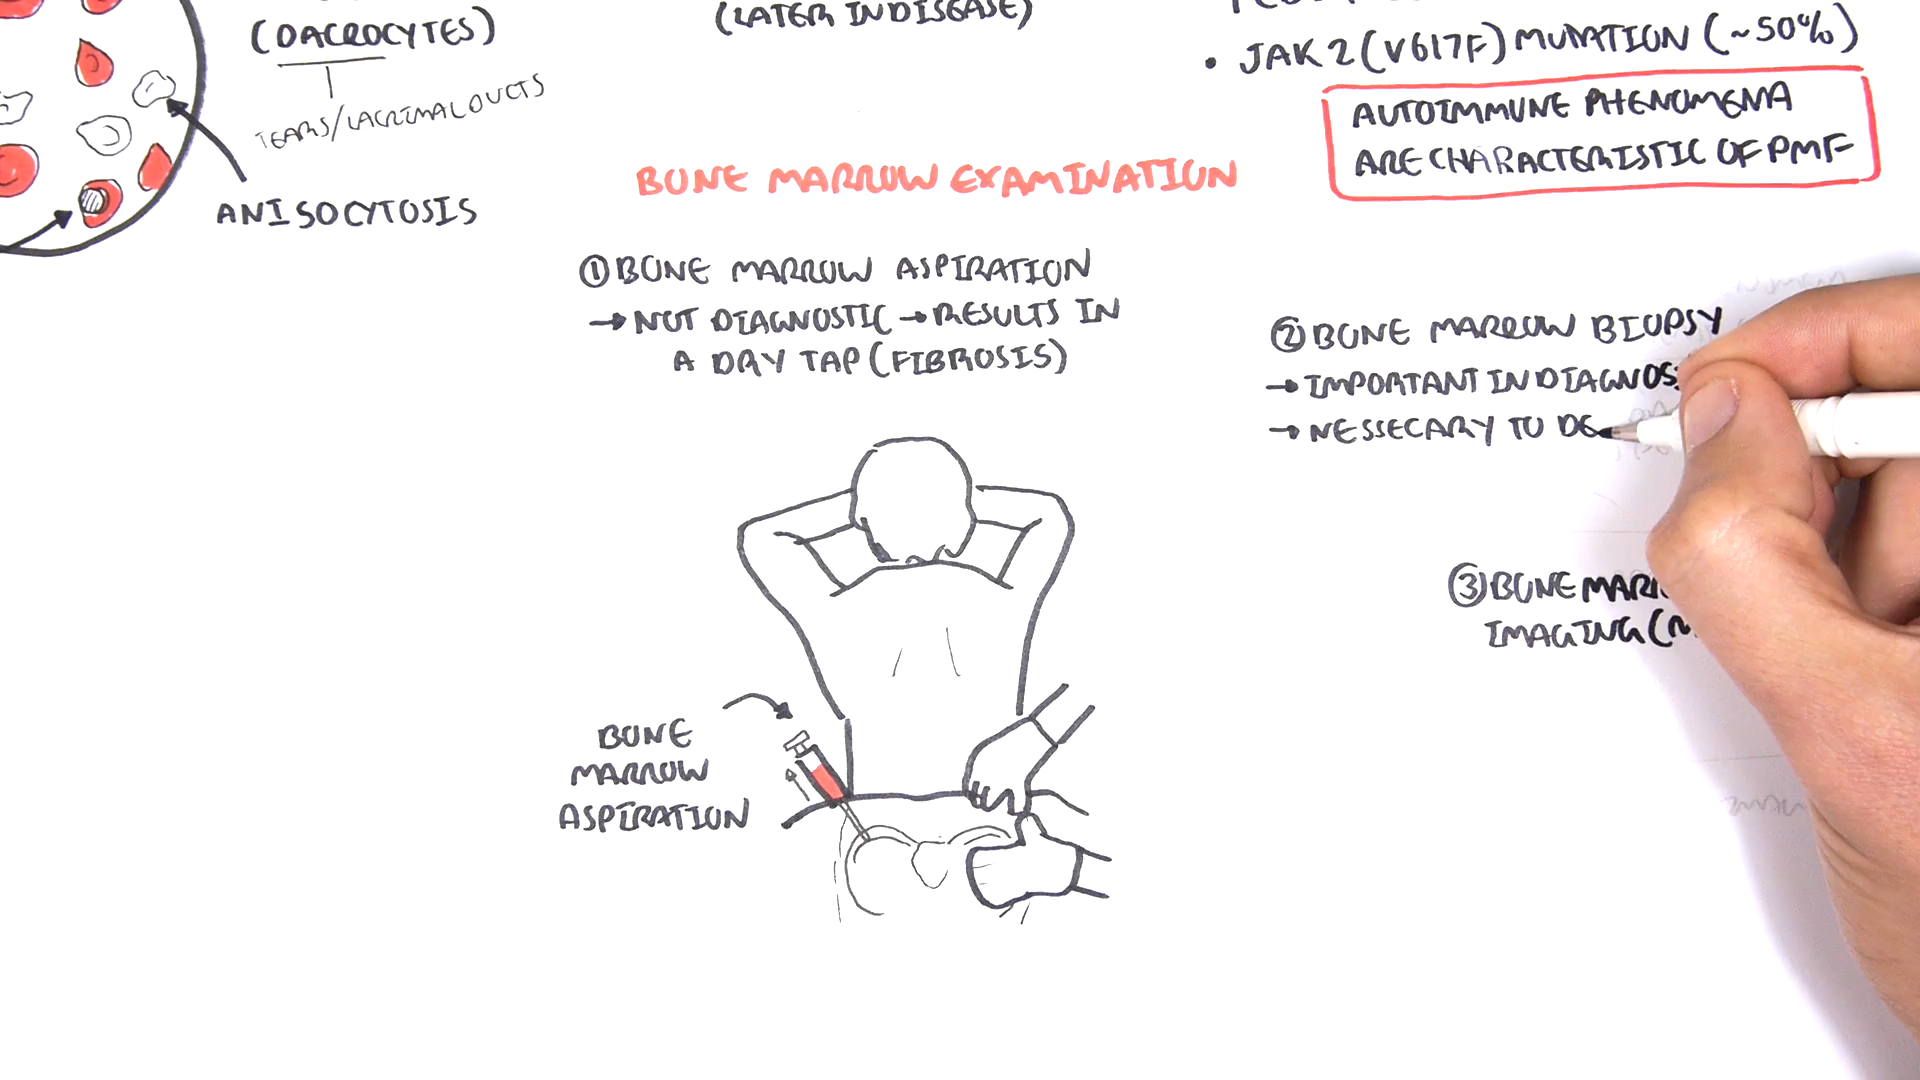 (DACROCYTES)
TEARS/LACRIMAL DUCTS
ANISOCYTOSIS
(LATER IN DISEASE)
• JAK2 (V617F) MUTATION (~50%)
AUTOIMMUNE PHENOMENA
ARE CHARACTERISTIC OF PMF
BONE MARROW EXAMINATION
① BONE MARROW ASPIRATION
→ NOT DIAGNOSTIC → RESULTS IN
A DRY TAP (FIBROSIS)
② BONE MARROW BIOPSY
→ IMPORTANT IN DIAGNOS
→ NESSECARY TO DE
③ BONE MARR
IMAGING (M
BONE
MARROW
ASPIRATION